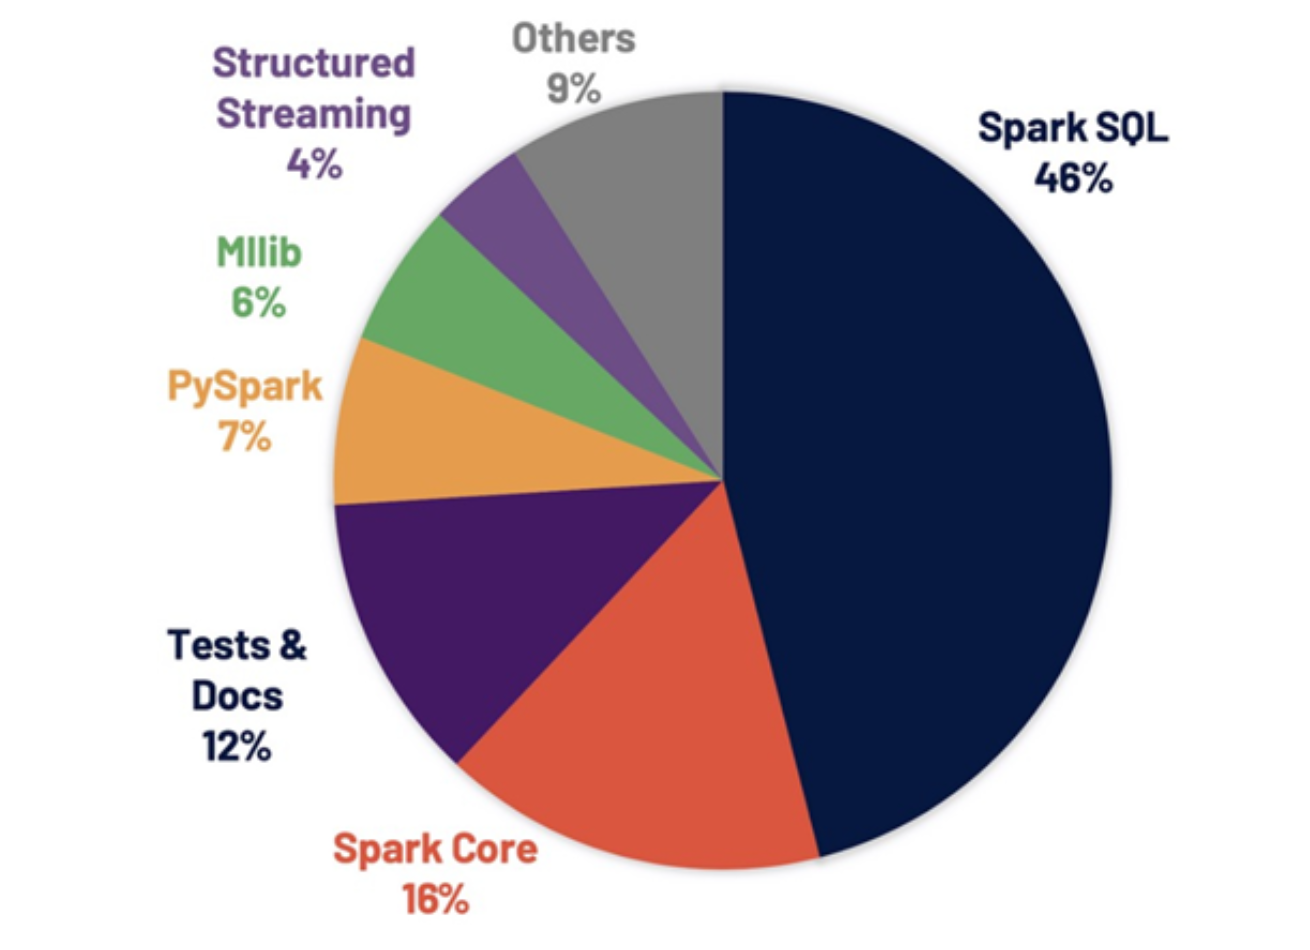 Others
9%
Structured
Streaming
4%
Spark SQL
46%
Mllib
6%
PySpark
7%
Tests &
Docs
12%
Spark Core
16%